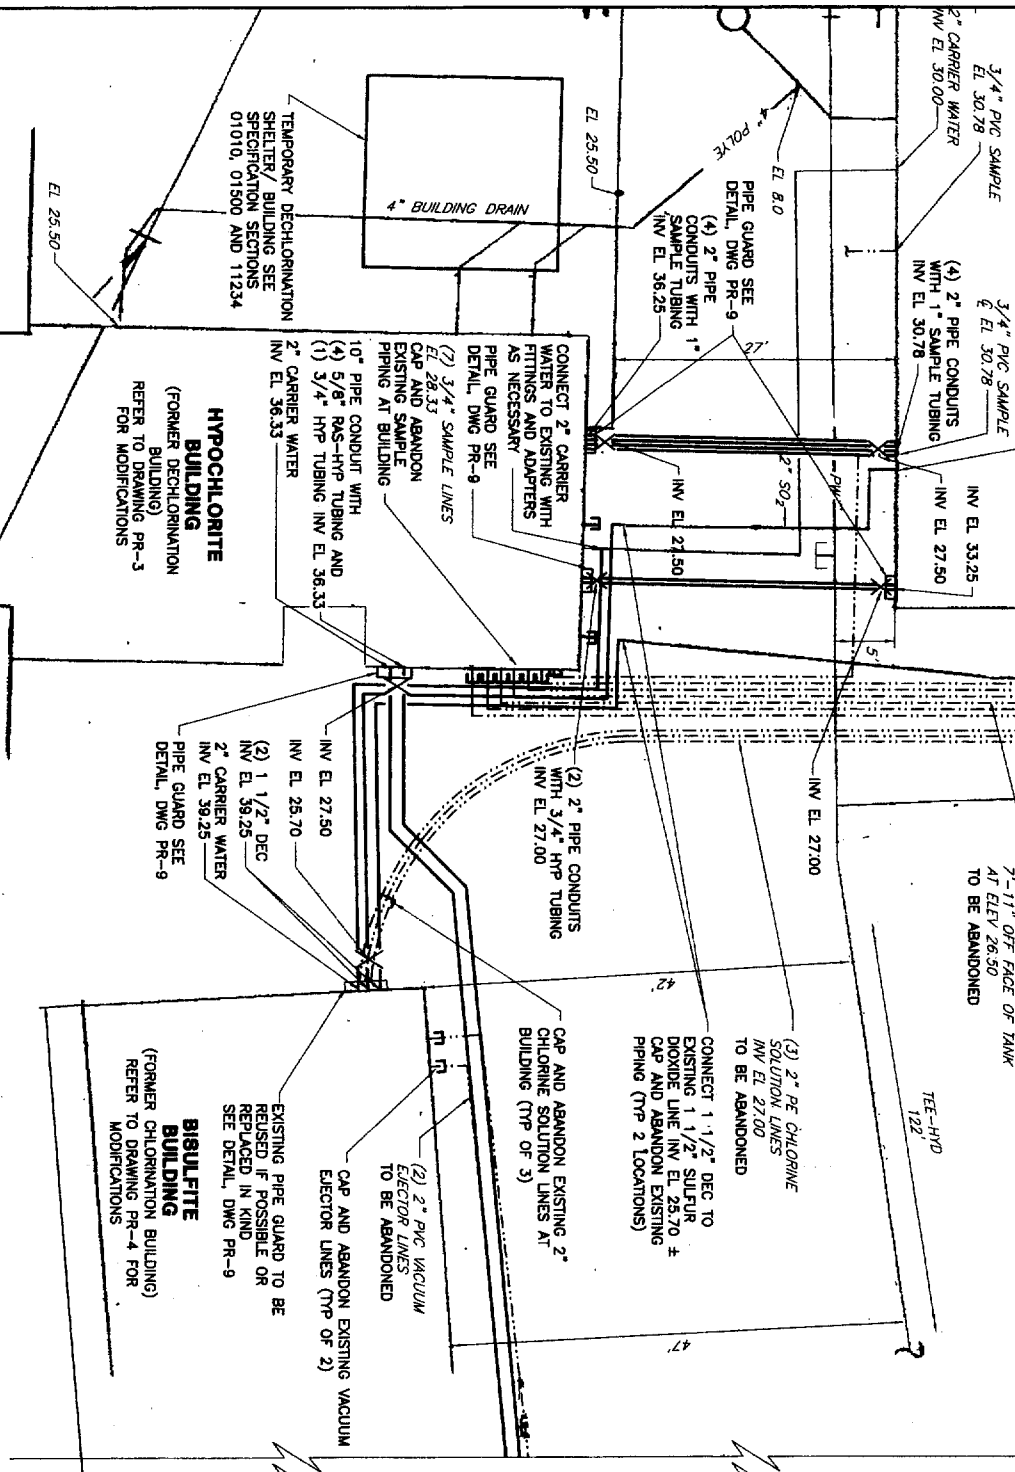 3/4" PVC SAMPLE
EL 30.78
2" CARRIER WATER
INV EL 30.00
3/4" PVC SAMPLE
℄ EL 30.78
(4) 2" PIPE CONDUITS
WITH 1" SAMPLE TUBING
INV EL 30.78
INV EL 33.25
INV EL 27.50
7'-11" OFF FACE OF TANK
AT ELEV 26.50
TO BE ABANDONED
TEE-HYD
122'
EL 8.0
4" POLYE
EL 25.50
PIPE GUARD SEE
DETAIL, DWG PR-9
(4) 2" PIPE
CONDUITS WITH 1"
SAMPLE TUBING
INV EL 36.25
27'
2" SO2
PW
5'
INV EL 27.50
INV EL 27.00
4" BUILDING DRAIN
TEMPORARY DECHLORINATION
SHELTER/ BUILDING SEE
SPECIFICATION SECTIONS
01010, 01500 AND 11234
EL 25.50
CONNECT 2" CARRIER
WATER TO EXISTING WITH
FITTINGS AND ADAPTERS
AS NECESSARY
PIPE GUARD SEE
DETAIL, DWG PR-9
(7) 3/4" SAMPLE LINES
EL 28.33
CAP AND ABANDON
EXISTING SAMPLE
PIPING AT BUILDING
10" PIPE CONDUIT WITH
(4) 5/8" RAS-HYP TUBING AND
(1) 3/4" HYP TUBING INV EL 36.33
2" CARRIER WATER
INV EL 36.33
HYPOCHLORITE
BUILDING
(FORMER DECHLORINATION
BUILDING)
REFER TO DRAWING PR-3
FOR MODIFICATIONS
(2) 2" PIPE CONDUITS
WITH 3/4" HYP TUBING
INV EL 27.00
INV EL 27.50
INV EL 25.70
(2) 1 1/2" DEC
INV EL 39.25
2" CARRIER WATER
INV EL 39.25
PIPE GUARD SEE
DETAIL, DWG PR-9
(3) 2" PE CHLORINE
SOLUTION LINES
INV EL 27.00
TO BE ABANDONED
CONNECT 1 1/2" DEC TO
EXISTING 1 1/2" SULFUR
DIOXIDE LINE INV EL 25.70 ±
CAP AND ABANDON EXISTING
PIPING (TYP 2 LOCATIONS)
42'
CAP AND ABANDON EXISTING 2"
CHLORINE SOLUTION LINES AT
BUILDING (TYP OF 3)
47'
(2) 2" PVC VACUUM
EJECTOR LINES
TO BE ABANDONED
CAP AND ABANDON EXISTING VACUUM
EJECTOR LINES (TYP OF 2)
EXISTING PIPE GUARD TO BE
REUSED IF POSSIBLE OR
REPLACED IN KIND
SEE DETAIL, DWG PR-9
BISULFITE
BUILDING
(FORMER CHLORINATION BUILDING)
REFER TO DRAWING PR-4 FOR
MODIFICATIONS